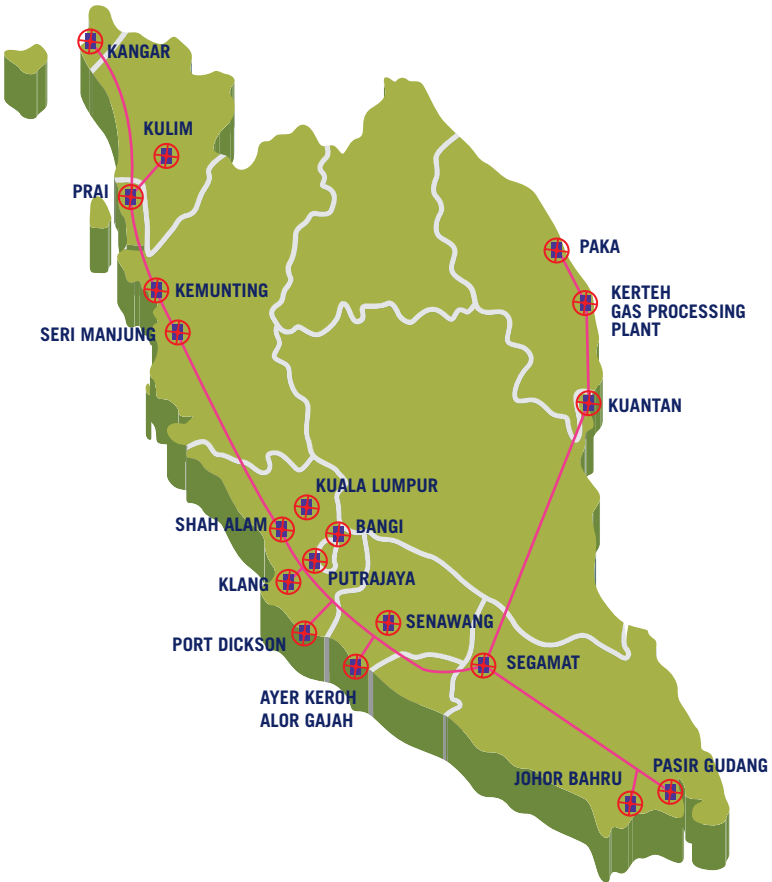 KANGAR
KULIM
PRAI
PAKA
KEMUNTING
KERTEH
GAS PROCESSING
PLANT
SERI MANJUNG
KUANTAN
KUALA LUMPUR
SHAH ALAM
BANGI
PUTRAJAYA
KLANG
SENAWANG
PORT DICKSON
SEGAMAT
AYER KEROH
ALOR GAJAH
PASIR GUDANG
JOHOR BAHRU